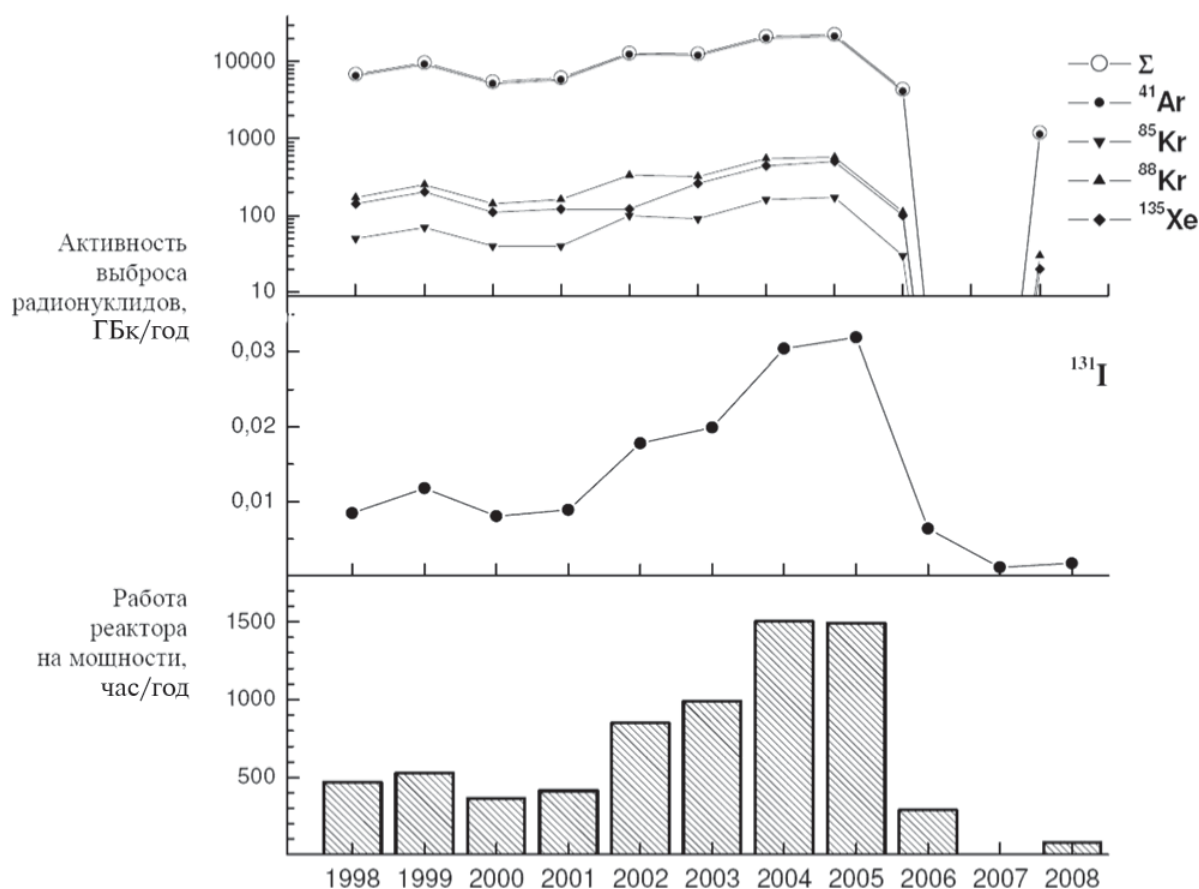 10000
1000
100
10
Σ
⁴¹Ar
⁸⁵Kr
⁸⁸Kr
¹³⁵Xe
Активность
выброса
радионуклидов,
ГБк/год
0,03
0,02
0,01
¹³¹I
Работа
реактора
на мощности,
час/год
1500
1000
500
1998 1999 2000 2001 2002 2003 2004 2005 2006 2007 2008